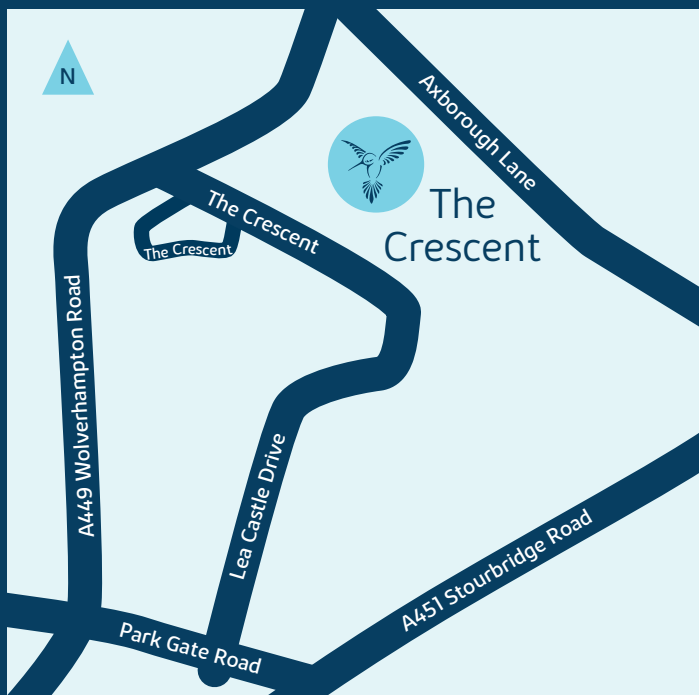 N
Axborough Lane
The
Crescent
The Crescent
The Crescent
A449 Wolverhampton Road
Lea Castle Drive
A451 Stourbridge Road
Park Gate Road